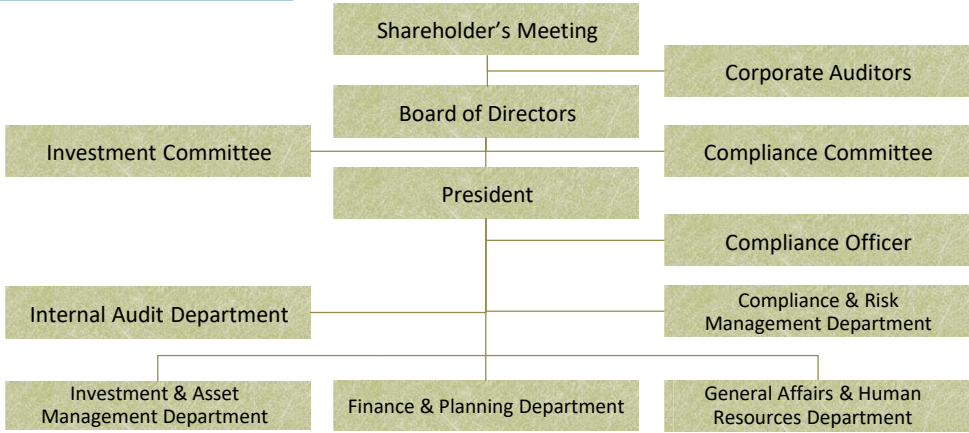 Shareholder's Meeting
Corporate Auditors
Board of Directors
Investment Committee
Compliance Committee
President
Compliance Officer
Internal Audit Department
Compliance & Risk
Management Department
Investment & Asset
Management Department
Finance & Planning Department
General Affairs & Human
Resources Department